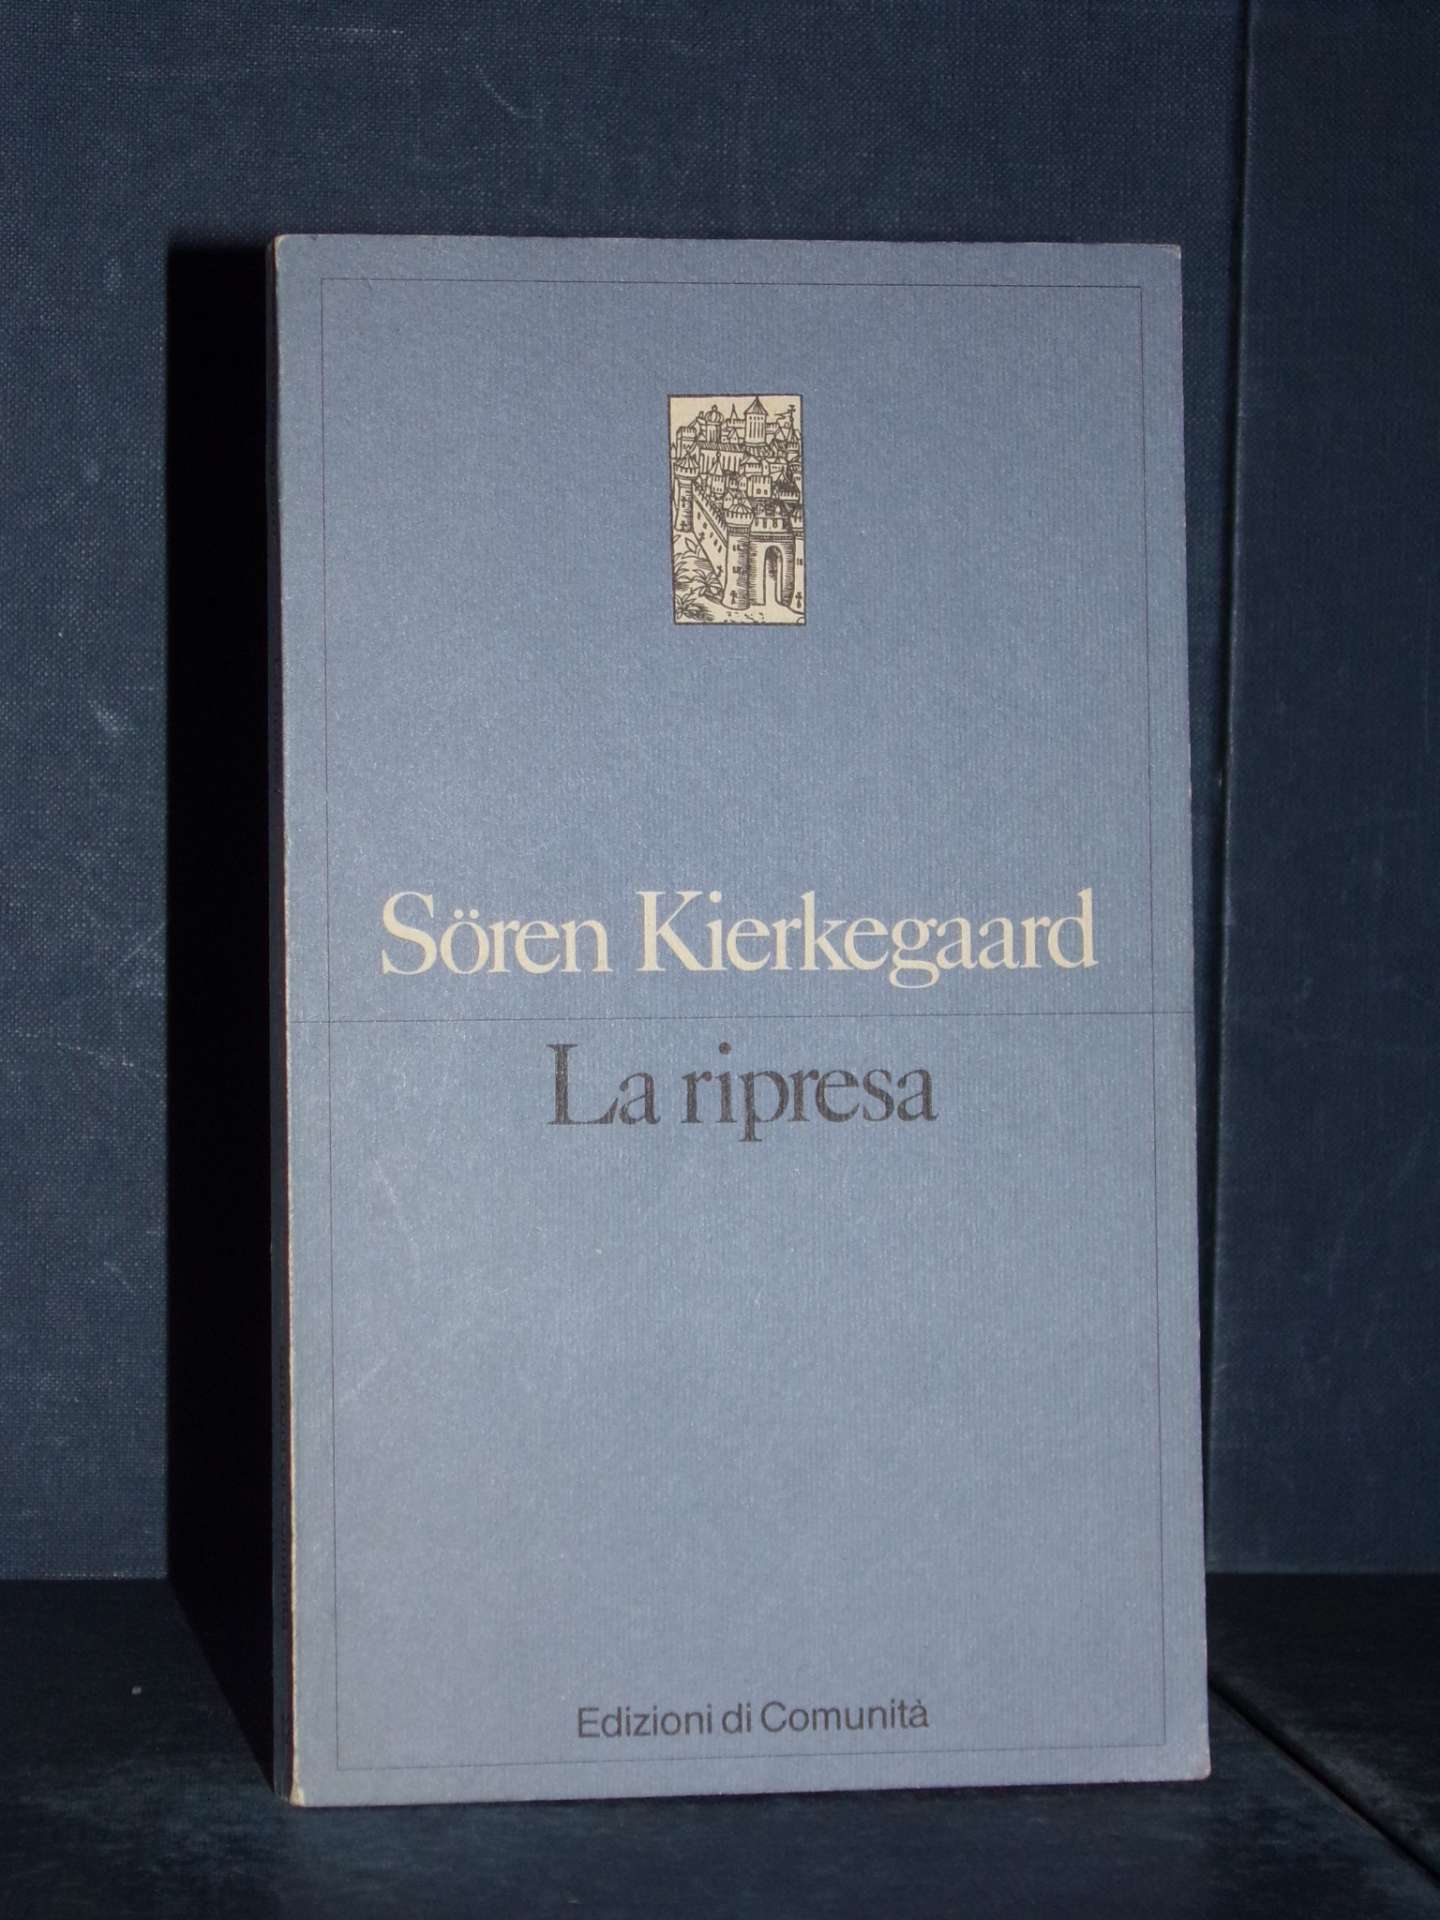 Sören Kierkegaard
La ripresa
Edizioni di Comunità